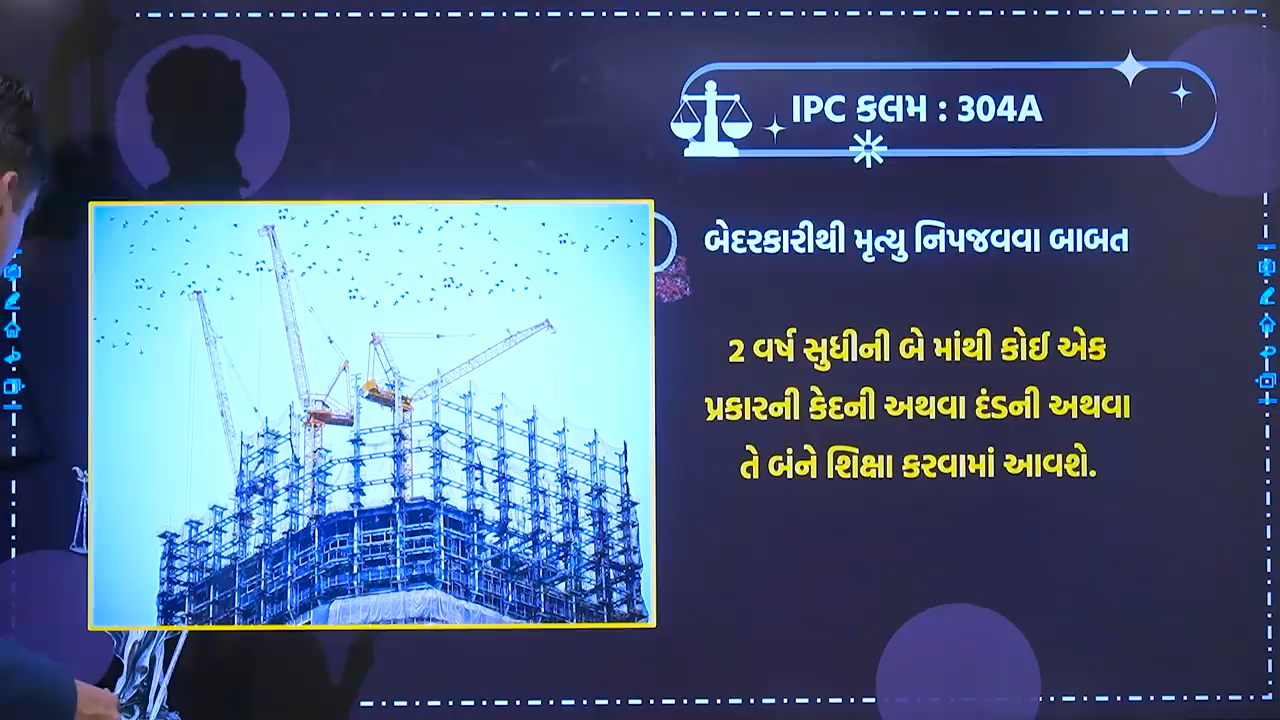 IPC કલમ : 304A
બેદરકારીથી મૃત્યુ નિપજવવા બાબત
2 વર્ષ સુધીની બે માંથી કોઈ એક
પ્રકારની કેદની અથવા દંડની અથવા
તે બંને શિક્ષા કરવામાં આવશે.